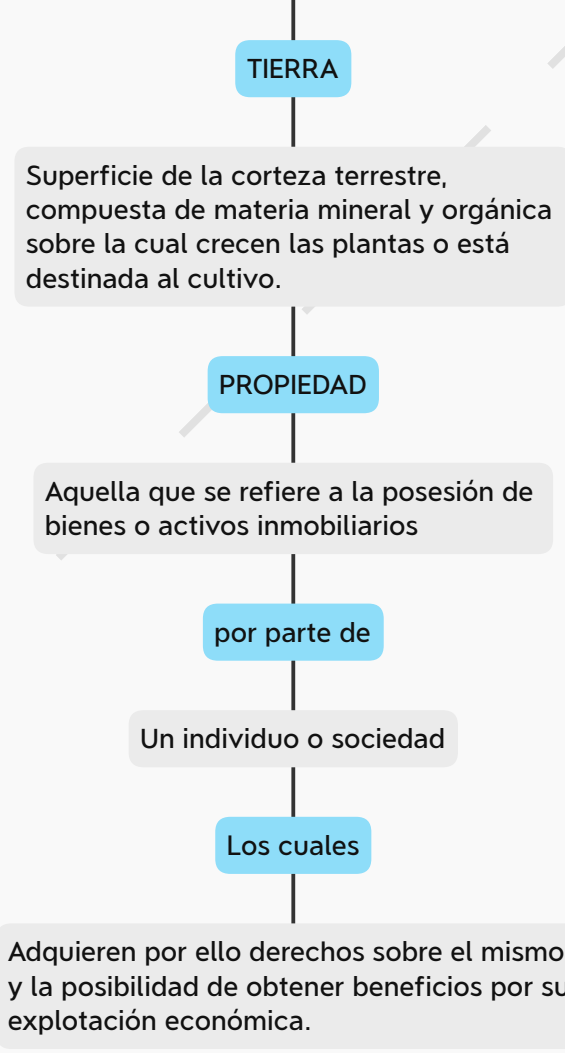 TIERRA
Superficie de la corteza terrestre,
compuesta de materia mineral y orgánica
sobre la cual crecen las plantas o está
destinada al cultivo.
PROPIEDAD
Aquella que se refiere a la posesión de
bienes o activos inmobiliarios
por parte de
Un individuo o sociedad
Los cuales
Adquieren por ello derechos sobre el mismo
y la posibilidad de obtener beneficios por su
explotación económica.